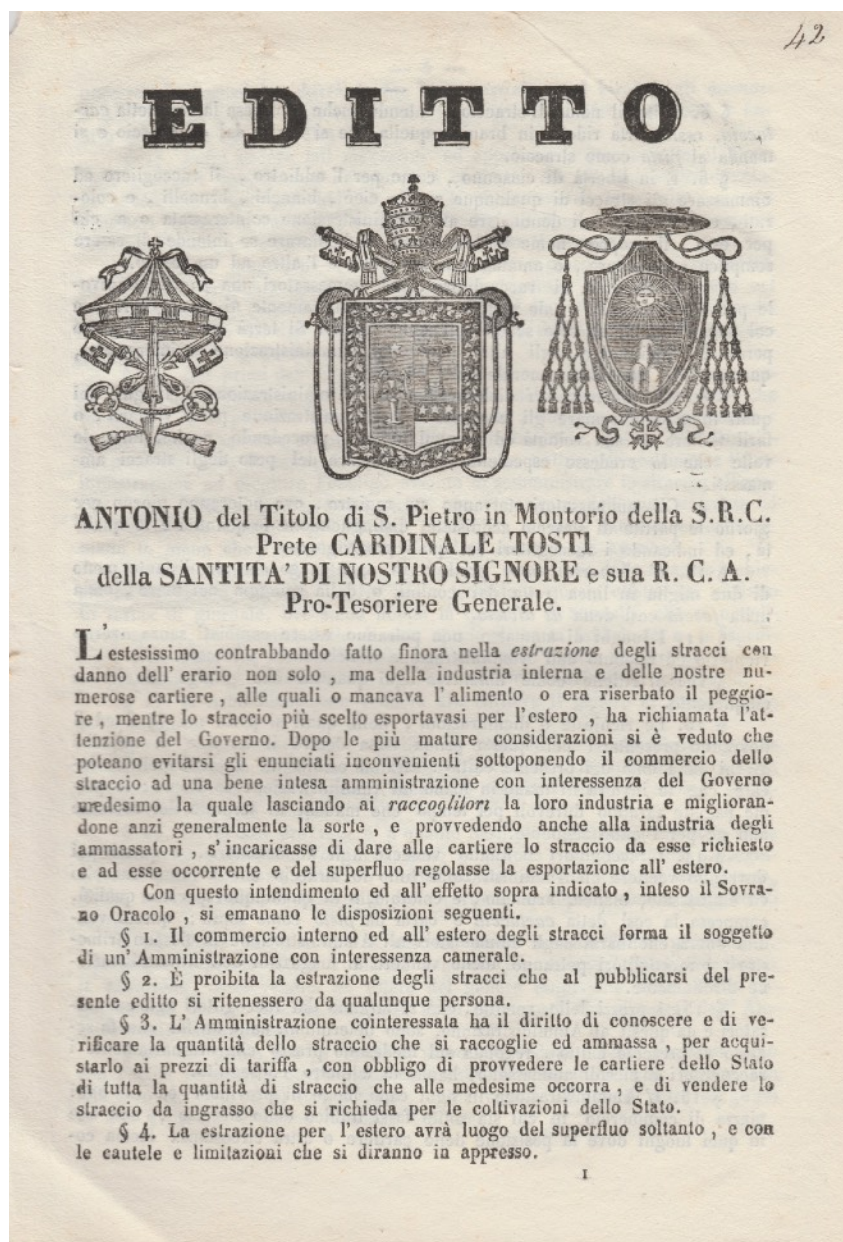 42
EDITTO
ANTONIO del Titolo di S. Pietro in Montorio della S.R.C.
Prete CARDINALE TOSTI
della SANTITA' DI NOSTRO SIGNORE e sua R. C. A.
Pro-Tesoriere Generale.
L'estesissimo contrabbando fatto finora nella estrazione degli stracci con
danno dell' erario non solo , ma della industria interna e delle nostre nu-
merose cartiere , alle quali o mancava l' alimento o era riserbato il peggio-
re , mentre lo straccio più scelto esportavasi per l'estero , ha richiamata l'at-
tenzione del Governo. Dopo le più mature considerazioni si è veduto che
poteano evitarsi gli enunciati inconvenienti sottoponendo il commercio dello
straccio ad una bene intesa amministrazione con interessenza del Governo
medesimo la quale lasciando ai raccoglitori la loro industria e miglioran-
done anzi generalmente la sorte , e provvedendo anche alla industria degli
ammassatori , s' incaricasse di dare alle cartiere lo straccio da esse richiesto
e ad esse occorrente e del superfluo regolasse la esportazione all' estero.
Con questo intendimento ed all' effetto sopra indicato , inteso il Sovra-
no Oracolo , si emanano le disposizioni seguenti.
§ 1. Il commercio interno ed all' estero degli stracci forma il soggetto
di un' Amministrazione con interessenza camerale.
§ 2. È proibita la estrazione degli stracci che al pubblicarsi del pre-
sente editto si ritenessero da qualunque persona.
§ 3. L' Amministrazione cointeressata ha il diritto di conoscere e di ve-
rificare la quantità dello straccio che si raccoglie ed ammassa , per acqui-
starlo ai prezzi di tariffa , con obbligo di provvedere le cartiere dello Stato
di tutta la quantità di straccio che alle medesime occorra , e di vendere lo
straccio da ingrasso che si richieda per le coltivazioni dello Stato.
§ 4. La estrazione per l' estero avrà luogo del superfluo soltanto , e con
le cautele e limitazioni che si diranno in appresso.
1